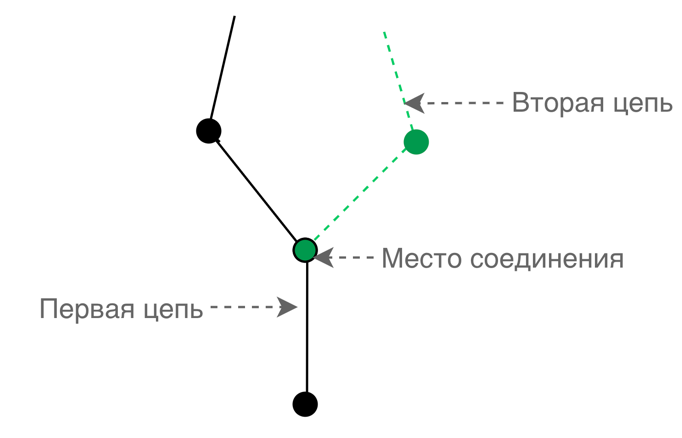 Вторая цепь
Место соединения
Первая цепь